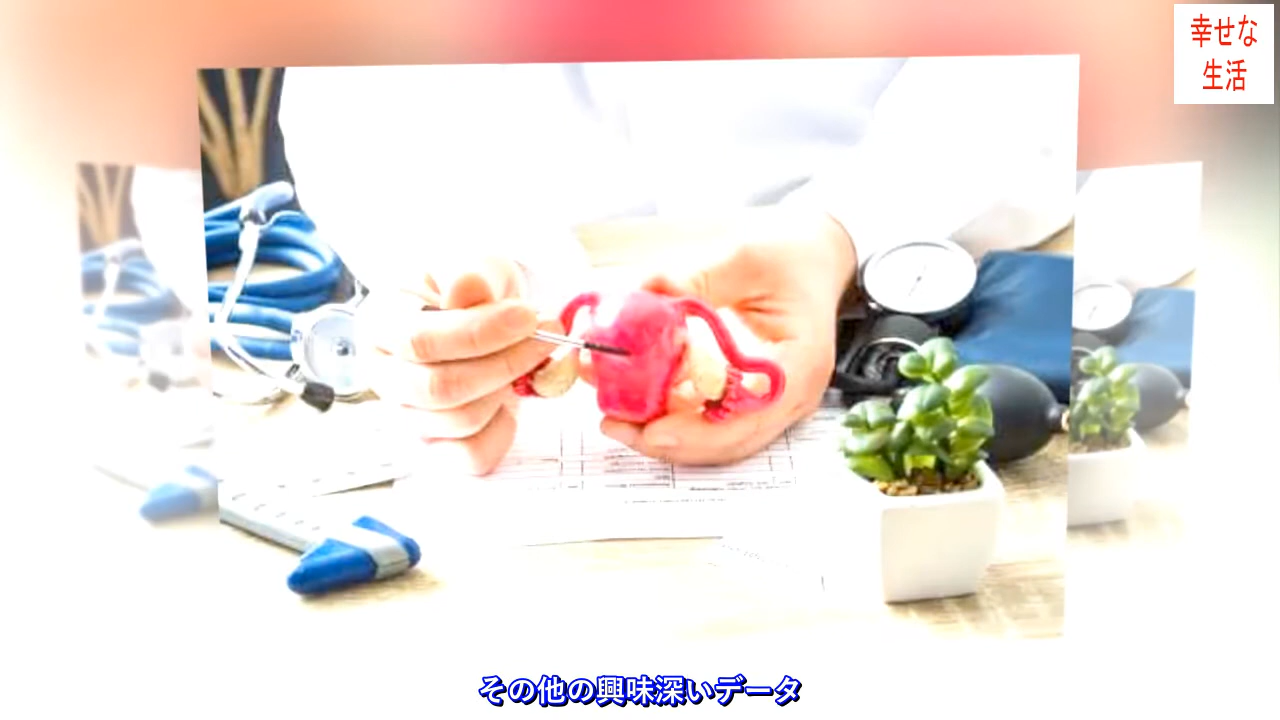 幸せな
生活
その他の興味深いデータ